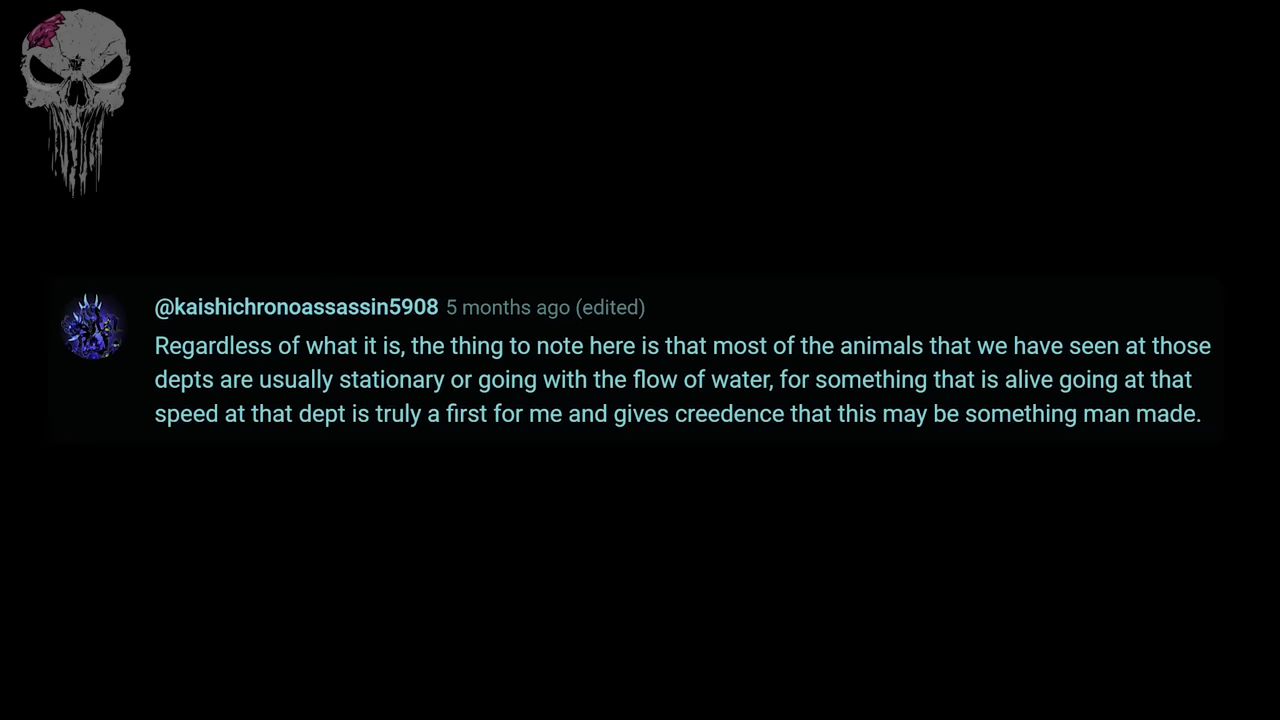 @kaishichronoassassin5908 5 months ago (edited)
Regardless of what it is, the thing to note here is that most of the animals that we have seen at those
depts are usually stationary or going with the flow of water, for something that is alive going at that
speed at that dept is truly a first for me and gives creedence that this may be something man made.